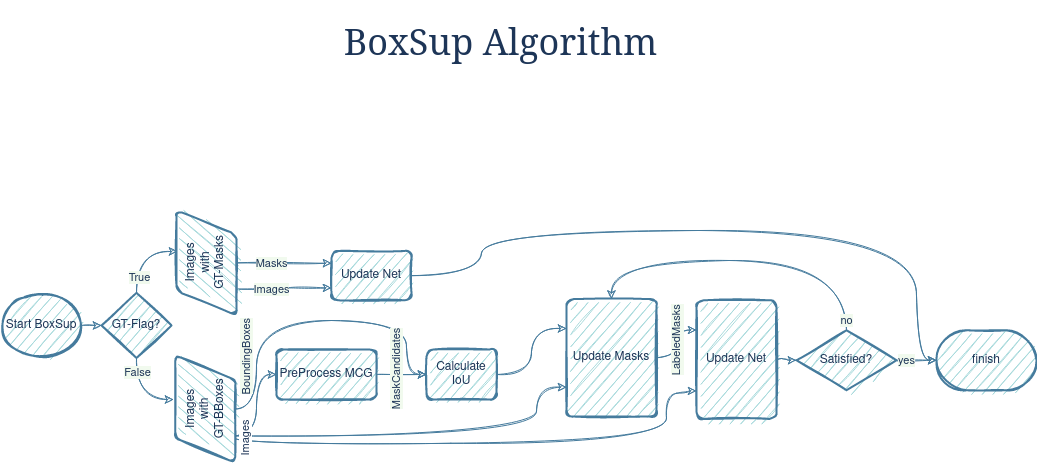 BoxSup Algorithm
Start BoxSup
GT-Flag?
True
False
Images
with
GT-Masks
Masks
Images
Update Net
Images
with
GT-BBoxes
BoundingBoxes
Images
PreProcess MCG
MaskCandidates
Calculate
IoU
Update Masks
LabeledMasks
Update Net
Satisfied?
no
yes
finish